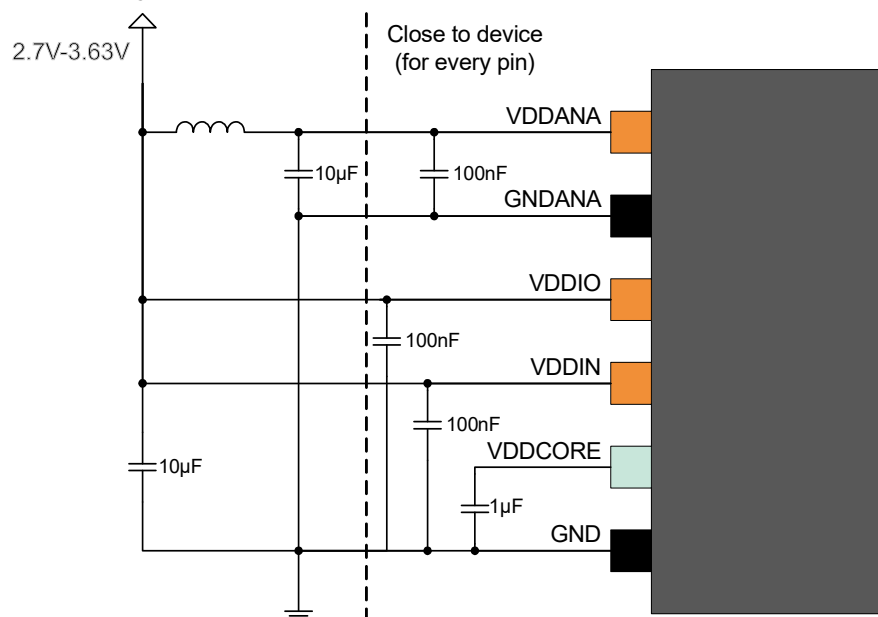 2.7V-3.63V
Close to device
(for every pin)
VDDANA
10µF
100nF
GNDANA
VDDIO
100nF
VDDIN
100nF
VDDCORE
10µF
1µF
GND